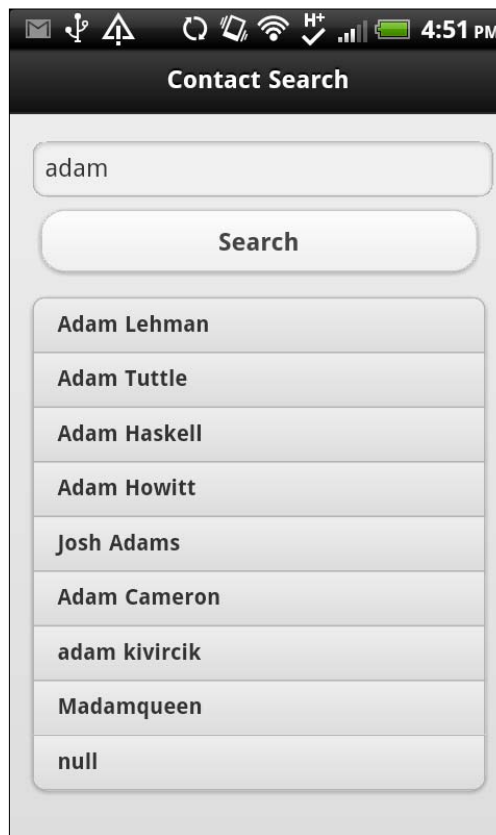 H+
4:51 PM
Contact Search
adam
Search
Adam Lehman
Adam Tuttle
Adam Haskell
Adam Howitt
Josh Adams
Adam Cameron
adam kivircik
Madamqueen
null